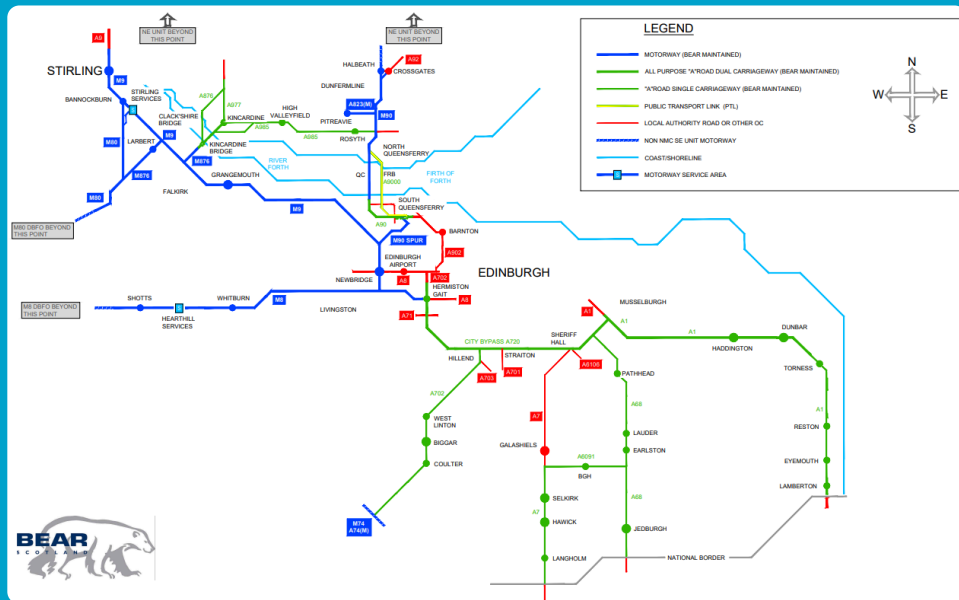 NE UNIT BEYOND
THIS POINT
NE UNIT BEYOND
THIS POINT
LEGEND
MOTORWAY (BEAR MAINTAINED)
ALL PURPOSE "A"ROAD DUAL CARRIAGEWAY (BEAR MAINTAINED)
"A"ROAD SINGLE CARRIAGEWAY (BEAR MAINTAINED)
PUBLIC TRANSPORT LINK (PTL)
LOCAL AUTHORITY ROAD OR OTHER OC
NON NMC SE UNIT MOTORWAY
COAST/SHORELINE
MOTORWAY SERVICE AREA
N
W
E
S
A9
STIRLING
M9
BANNOCKBURN
STIRLING
SERVICES
CLACK'SHIRE
BRIDGE
A876
A977
KINCARDINE
HIGH
VALLEYFIELD
A985
A985
KINCARDINE
BRIDGE
HALBEATH
A92
CROSSGATES
DUNFERMLINE
A823(M)
M90
PITREAVIE
ROSYTH
NORTH
QUEENSFERRY
M9
M80
LARBERT
M876
M876
M80
GRANGEMOUTH
FALKIRK
RIVER
FORTH
QC
FRB
A9000
FIRTH OF
FORTH
M9
SOUTH
QUEENSFERRY
A90
M90 SPUR
BARNTON
A902
M80 DBFO BEYOND
THIS POINT
EDINBURGH
AIRPORT
NEWBRIDGE
A8
A702
EDINBURGH
HERMISTON
GAIT
A8
A71
M8 DBFO BEYOND
THIS POINT
SHOTTS
HEARTHILL
SERVICES
WHITBURN
M8
LIVINGSTON
MUSSELBURGH
A1
A1
A1
DUNBAR
HADDINGTON
TORNESS
SHERIFF
HALL
CITY BYPASS A720
HILLEND
STRAITON
A703
A701
A6106
PATHHEAD
A702
WEST
LINTON
BIGGAR
COULTER
A7
A68
LAUDER
EARLSTON
A1
RESTON
EYEMOUTH
LAMBERTON
GALASHIELS
A6091
BGH
SELKIRK
A7
HAWICK
A68
JEDBURGH
LANGHOLM
NATIONAL BORDER
M74
A74(M)
BEAR
SCOTLAND